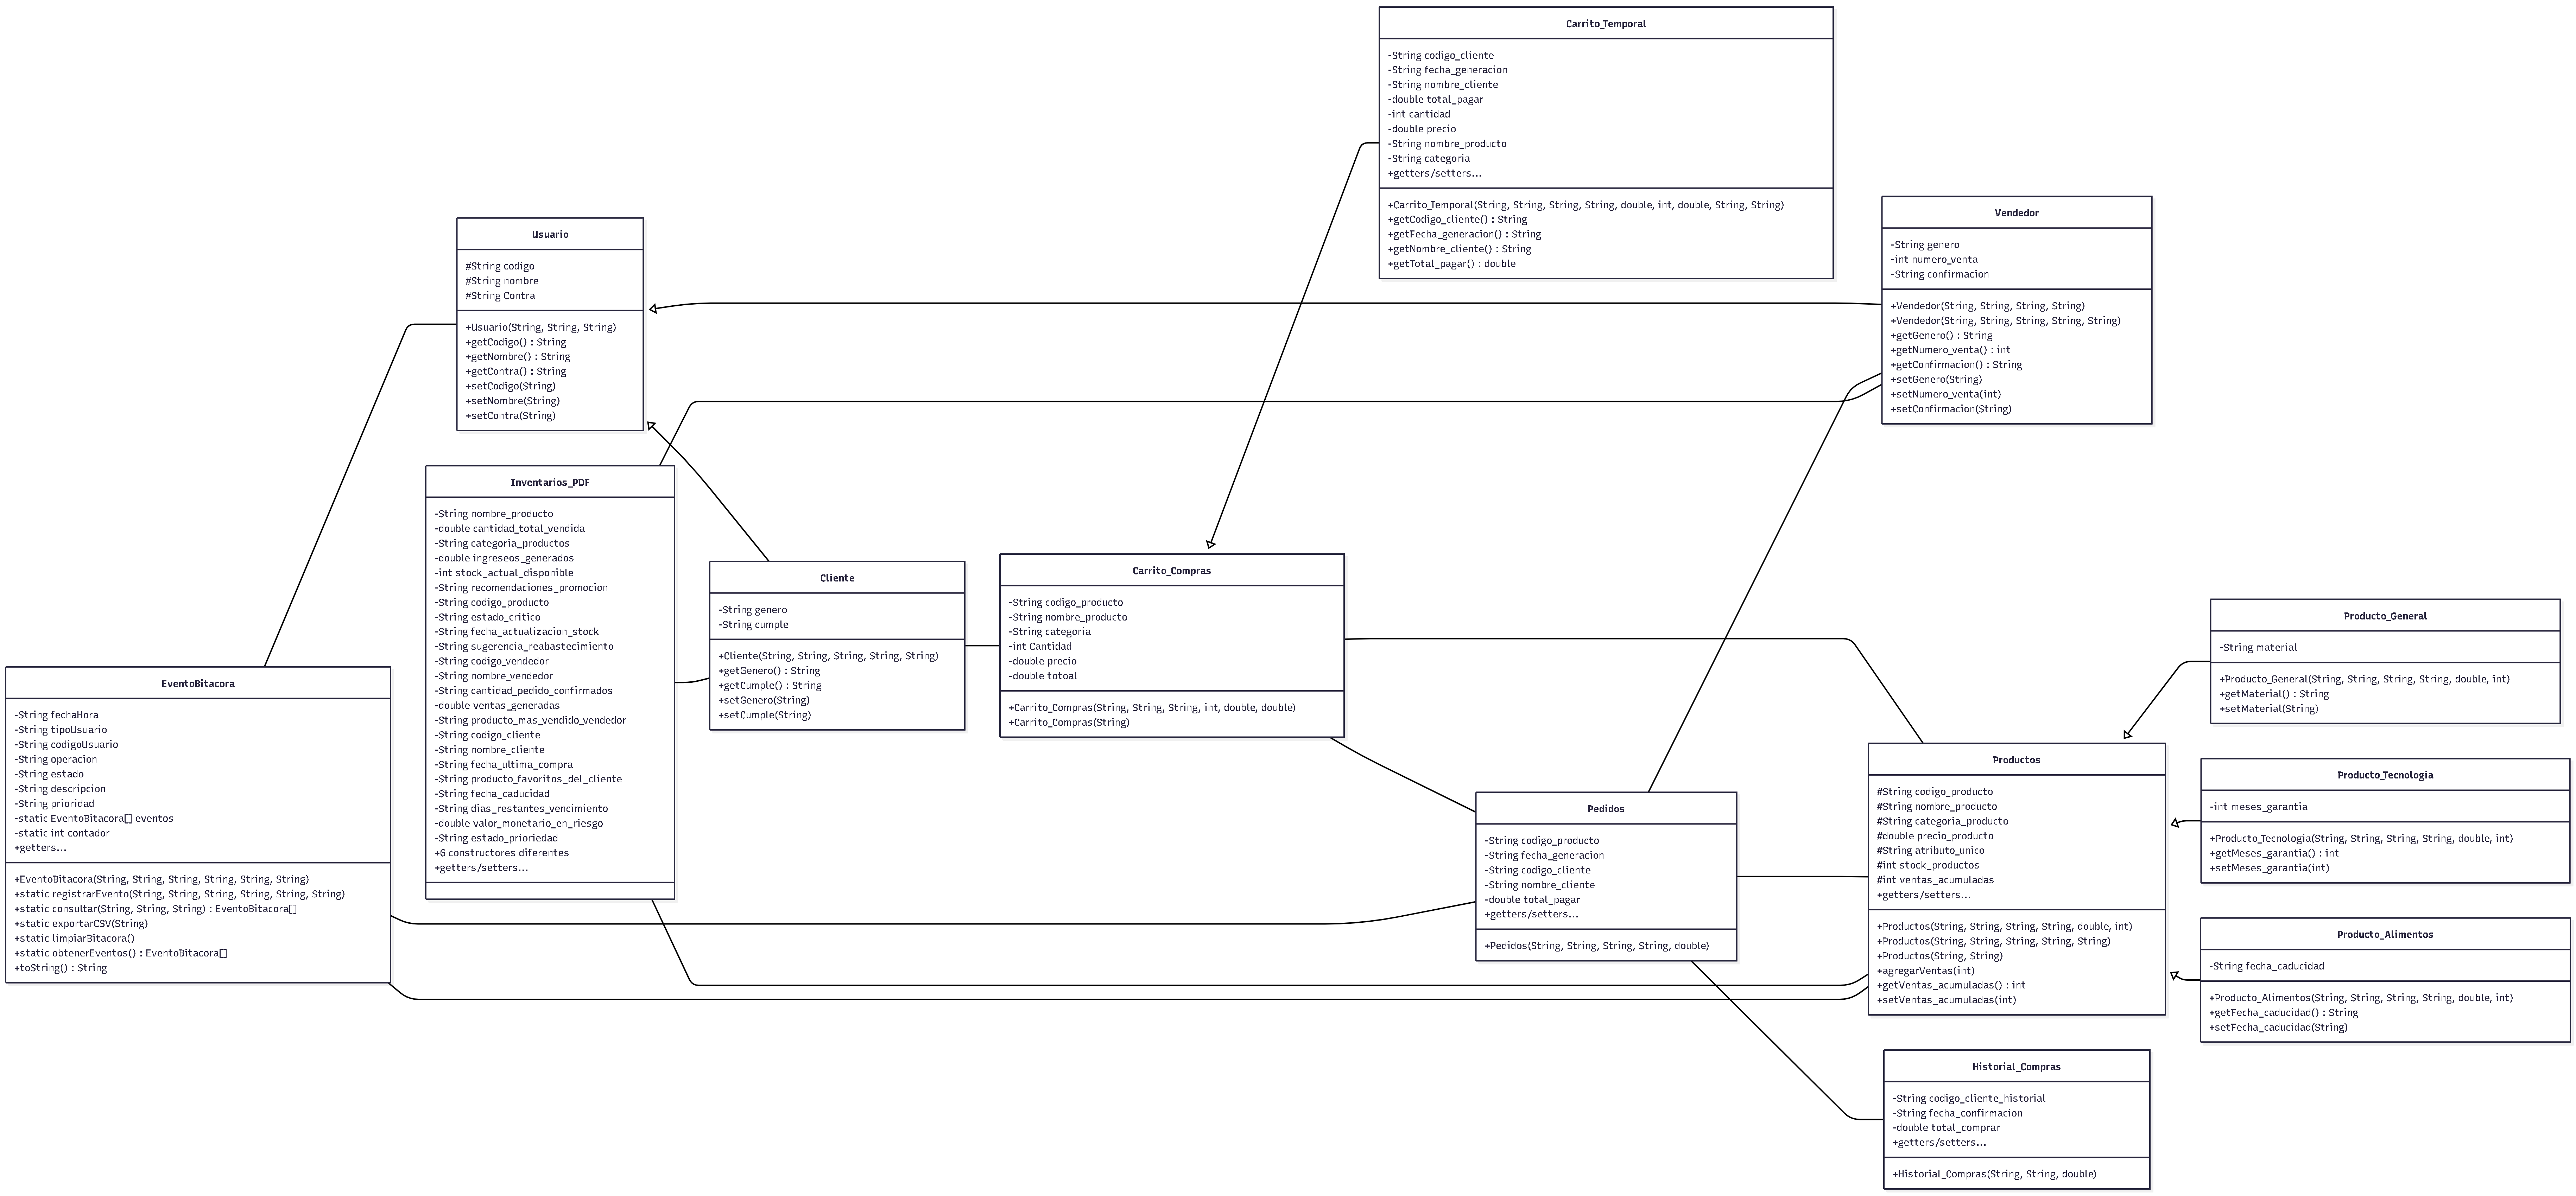 Carrito_Temporal
-String codigo_cliente
-String fecha_generacion
-String nombre_cliente
-double total_pagar
-int cantidad
-double precio
-String nombre_producto
-String categoria
+getters/setters...
+Carrito_Temporal(String, String, String, String, double, int, double, String, String)
+getCodigo_cliente() : String
+getFecha_generacion() : String
+getNombre_cliente() : String
+getTotal_pagar() : double
Vendedor
-String genero
-int numero_venta
-String confirmacion
+Vendedor(String, String, String, String)
+Vendedor(String, String, String, String, String)
+getGenero() : String
+getNumero_venta() : int
+getConfirmacion() : String
+setGenero(String)
+setNumero_venta(int)
+setConfirmacion(String)
Usuario
#String codigo
#String nombre
#String Contra
+Usuario(String, String, String)
+getCodigo() : String
+getNombre() : String
+getContra() : String
+setCodigo(String)
+setNombre(String)
+setContra(String)
Inventarios_PDF
-String nombre_producto
-double cantidad_total_vendida
-String categoria_productos
-double ingreseos_generados
-int stock_actual_disponible
-String recomendaciones_promocion
-String codigo_producto
-String estado_critico
-String fecha_actualizacion_stock
-String sugerencia_reabastecimiento
-String codigo_vendedor
-String nombre_vendedor
-String cantidad_pedido_confirmados
-double ventas_generadas
-String producto_mas_vendido_vendedor
-String codigo_cliente
-String nombre_cliente
-String fecha_ultima_compra
-String producto_favoritos_del_cliente
-String fecha_caducidad
-String dias_restantes_vencimiento
-double valor_monetario_en_riesgo
-String estado_prioriedad
+6 constructores diferentes
+getters/setters...
Cliente
-String genero
-String cumple
+Cliente(String, String, String, String, String)
+getGenero() : String
+getCumple() : String
+setGenero(String)
+setCumple(String)
Carrito_Compras
-String codigo_producto
-String nombre_producto
-String categoria
-int Cantidad
-double precio
-double totoal
+Carrito_Compras(String, String, String, int, double, double)
+Carrito_Compras(String)
Producto_General
-String material
+Producto_General(String, String, String, String, double, int)
+getMaterial() : String
+setMaterial(String)
EventoBitacora
-String fechaHora
-String tipoUsuario
-String codigoUsuario
-String operacion
-String estado
-String descripcion
-String prioridad
-static EventoBitacora[] eventos
-static int contador
+getters...
+EventoBitacora(String, String, String, String, String, String)
+static registrarEvento(String, String, String, String, String, String)
+static consultar(String, String, String) : EventoBitacora[]
+static exportarCSV(String)
+static limpiarBitacora()
+static obtenerEventos() : EventoBitacora[]
+toString() : String
Productos
#String codigo_producto
#String nombre_producto
#String categoria_producto
#double precio_producto
#String atributo_unico
#int stock_productos
#int ventas_acumuladas
+getters/setters...
+Productos(String, String, String, String, double, int)
+Productos(String, String, String, String, String)
+Productos(String, String)
+agregarVentas(int)
+getVentas_acumuladas() : int
+setVentas_acumuladas(int)
Producto_Tecnologia
-int meses_garantia
+Producto_Tecnologia(String, String, String, String, double, int)
+getMeses_garantia() : int
+setMeses_garantia(int)
Pedidos
-String codigo_producto
-String fecha_generacion
-String codigo_cliente
-String nombre_cliente
-double total_pagar
+getters/setters...
+Pedidos(String, String, String, String, double)
Producto_Alimentos
-String fecha_caducidad
+Producto_Alimentos(String, String, String, String, double, int)
+getFecha_caducidad() : String
+setFecha_caducidad(String)
Historial_Compras
-String codigo_cliente_historial
-String fecha_confirmacion
-double total_comprar
+getters/setters...
+Historial_Compras(String, String, double)